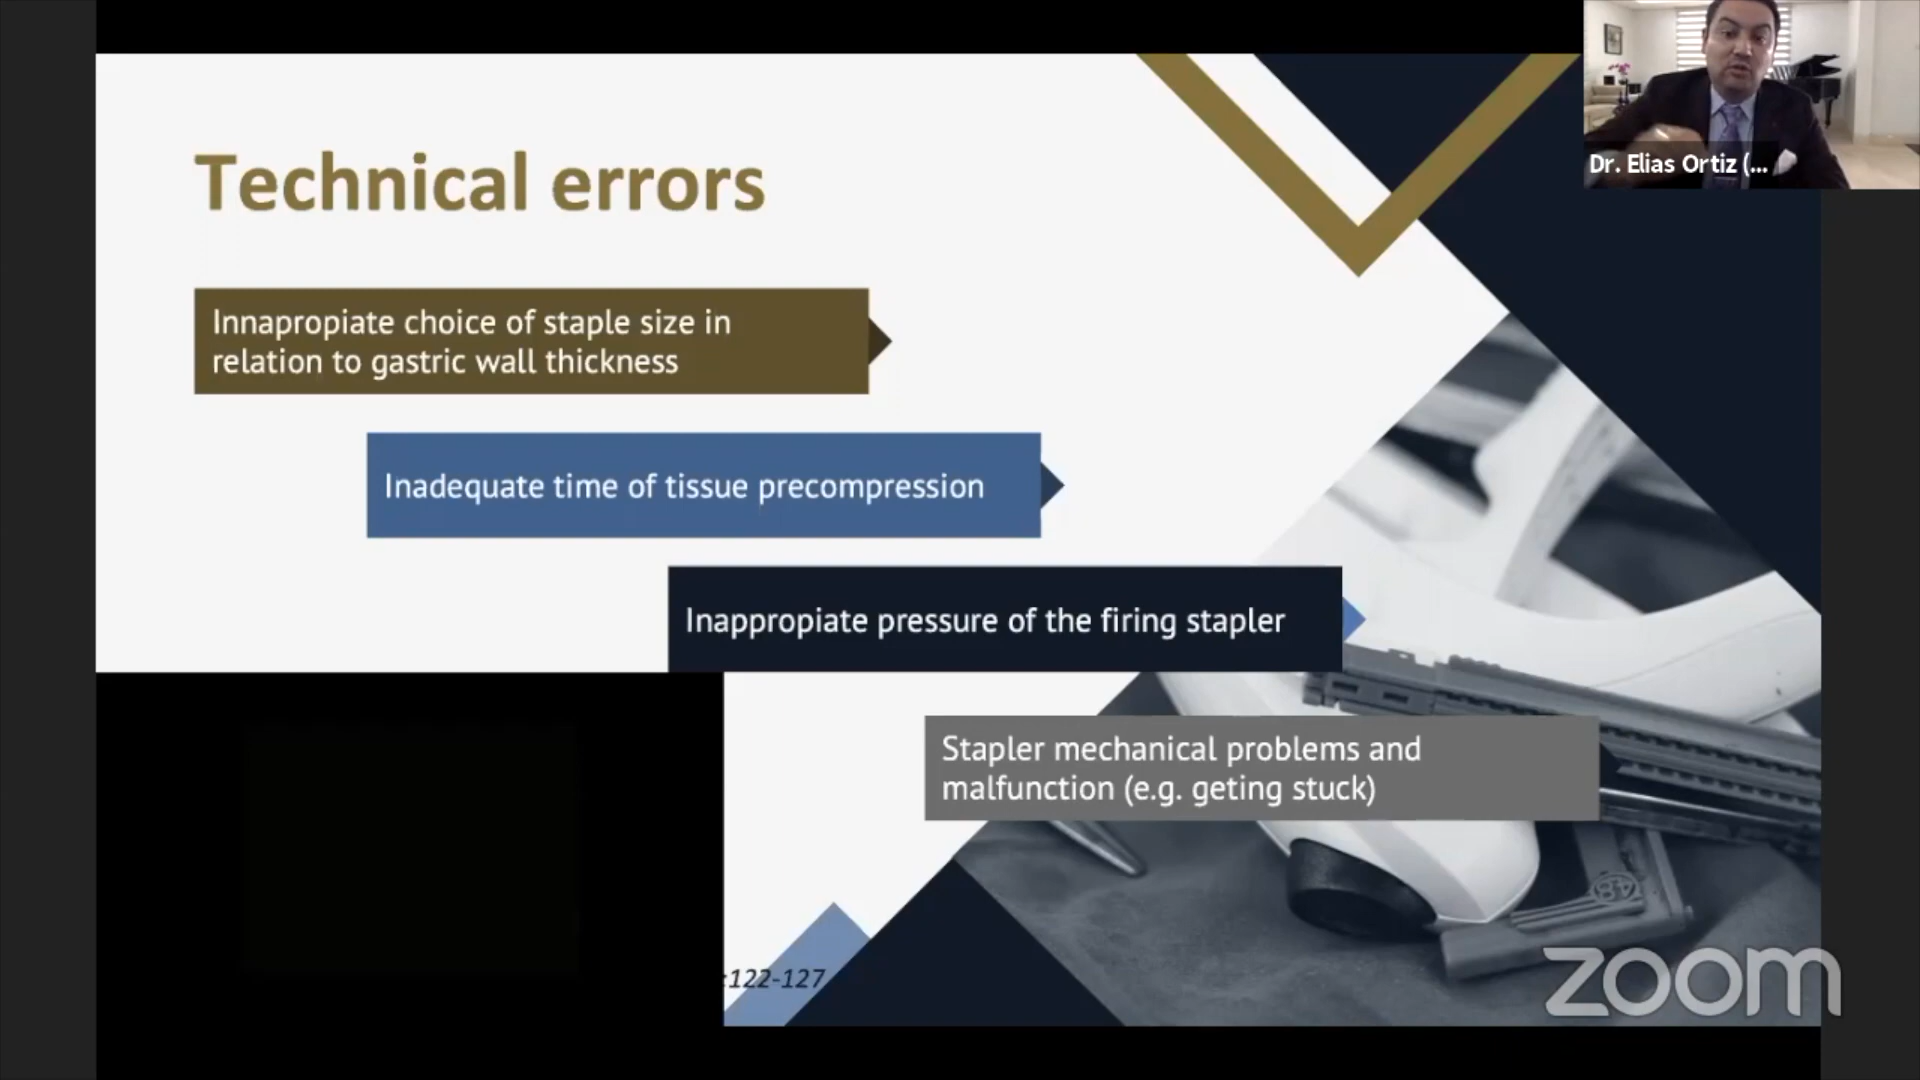 Technical errors
Dr. Elias Ortiz (...
Innapropiate choice of staple size in
relation to gastric wall thickness
Inadequate time of tissue precompression
Inappropiate pressure of the firing stapler
Stapler mechanical problems and
malfunction (e.g. geting stuck)
48
:122-127
zoom